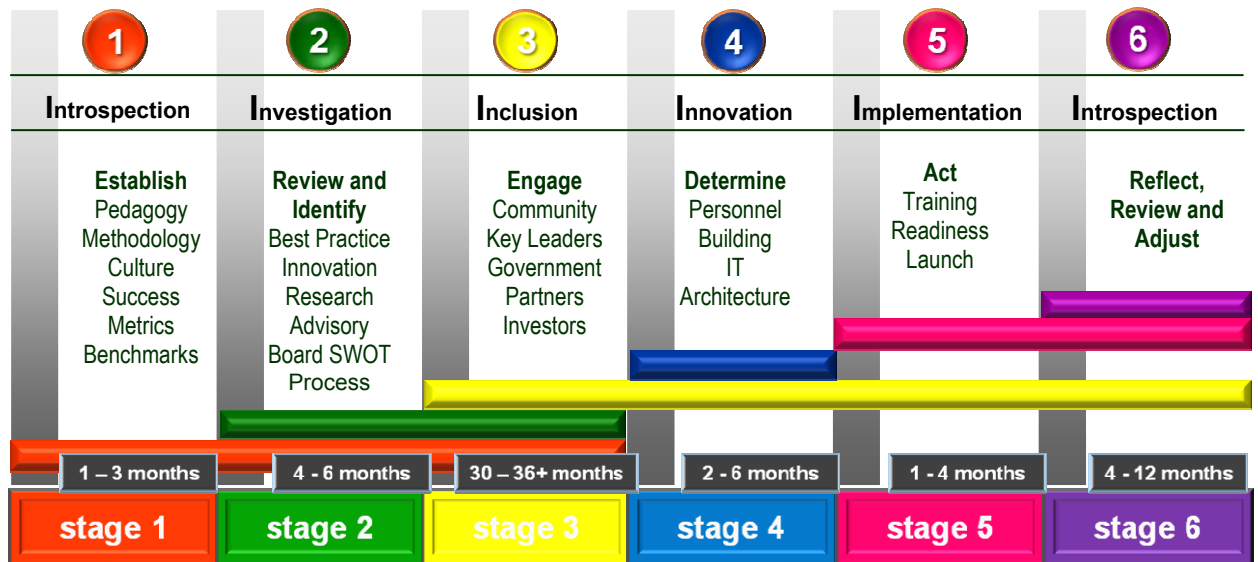 1
2
3
4
5
6
Introspection
Investigation
Inclusion
Innovation
Implementation
Introspection
Establish
Pedagogy
Methodology
Culture
Success
Metrics
Benchmarks
Review and
Identify
Best Practice
Innovation
Research
Advisory
Board SWOT
Process
Engage
Community
Key Leaders
Government
Partners
Investors
Determine
Personnel
Building
IT
Architecture
Act
Training
Readiness
Launch
Reflect,
Review and
Adjust
1 – 3 months
4 - 6 months
30 – 36+ months
2 - 6 months
1 - 4 months
4 - 12 months
stage 1
stage 2
stage 3
stage 4
stage 5
stage 6